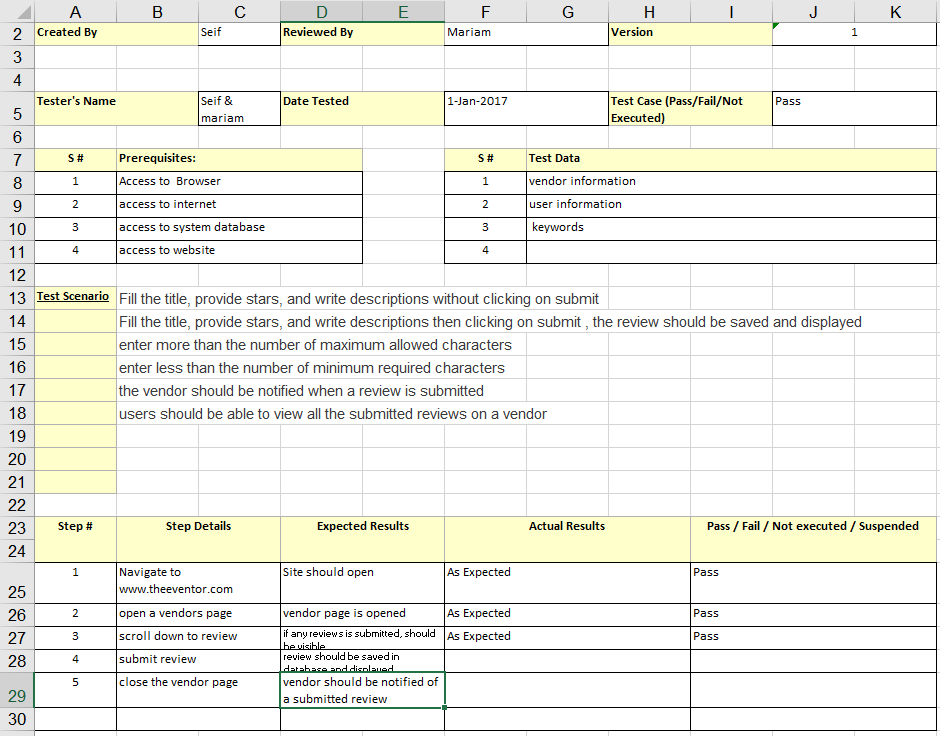 A B C D E F G H I J K
2 Created By Seif Reviewed By Mariam Version 1
3
4
5 Tester's Name Seif & mariam Date Tested 1-Jan-2017 Test Case (Pass/Fail/Not Executed) Pass
6
7 S # Prerequisites: S # Test Data
8 1 Access to  Browser 1 vendor information
9 2 access to internet 2 user information
10 3 access to system database 3 keywords
11 4 access to website 4
12
13 Test Scenario Fill the title, provide stars, and write descriptions without clicking on submit
14 Fill the title, provide stars, and write descriptions then clicking on submit , the review should be saved and displayed
15 enter more than the number of maximum allowed characters
16 enter less than the number of minimum required characters
17 the vendor should be notified when a review is submitted
18 users should be able to view all the submitted reviews on a vendor
19
20
21
22
23 Step # Step Details Expected Results Actual Results Pass / Fail / Not executed / Suspended
24
25 1 Navigate to www.theeventor.com Site should open As Expected Pass
26 2 open a vendors page vendor page is opened As Expected Pass
27 3 scroll down to review if any reviews is submitted, should be visible As Expected Pass
28 4 submit review review should be saved in database and displayed
29 5 close the vendor page vendor should be notified of a submitted review
30